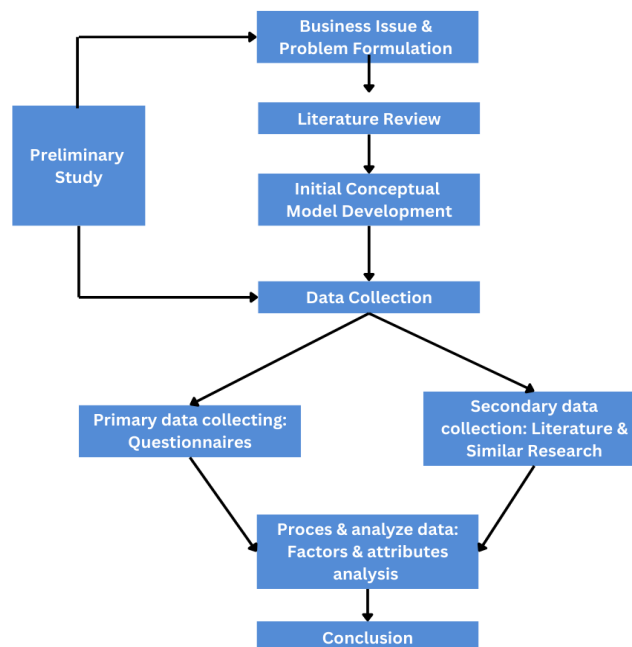 Business Issue &
Problem Formulation
Literature Review
Preliminary
Study
Initial Conceptual
Model Development
Data Collection
Primary data collecting:
Questionnaires
Secondary data
collection: Literature &
Similar Research
Proces & analyze data:
Factors & attributes
analysis
Conclusion